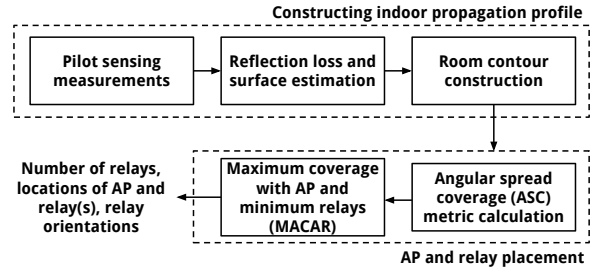 Constructing indoor propagation profile
Pilot sensing
measurements
Reflection loss and
surface estimation
Room contour
construction
Number of relays,
locations of AP and
relay(s), relay
orientations
Maximum coverage
with AP and
minimum relays
(MACAR)
Angular spread
coverage (ASC)
metric calculation
AP and relay placement